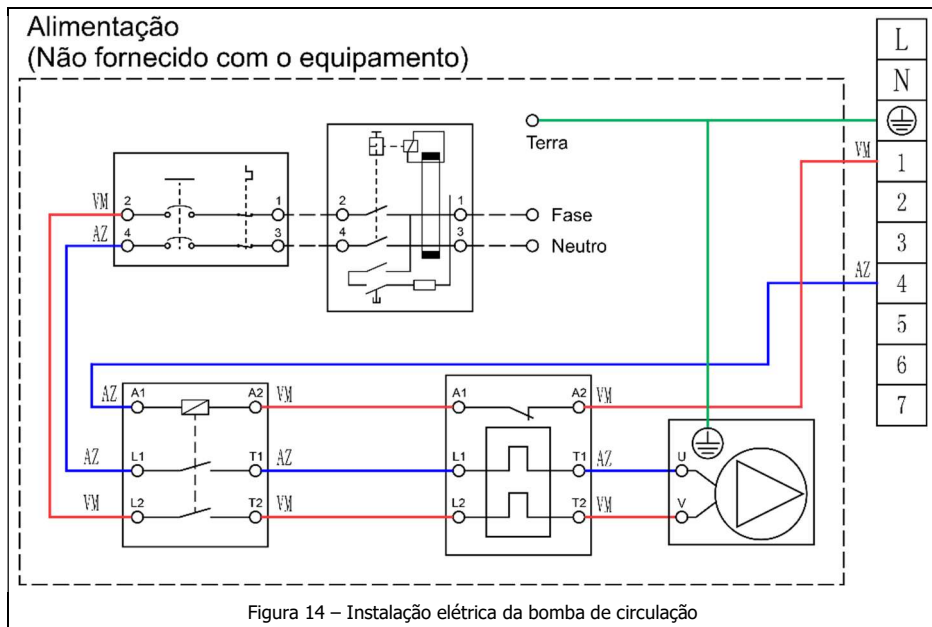 Alimentação
(Não fornecido com o equipamento)
L
N
1
2
3
4
5
6
7
VM
AZ
Terra
Fase
Neutro
VM 2 1 2 1
AZ 4 3 4 3
AZ A1 A2 VM A1 A2 VM
AZ L1 T1 AZ L1 T1 AZ U
VM L2 T2 VM L2 T2 VM V
Figura 14 – Instalação elétrica da bomba de circulação